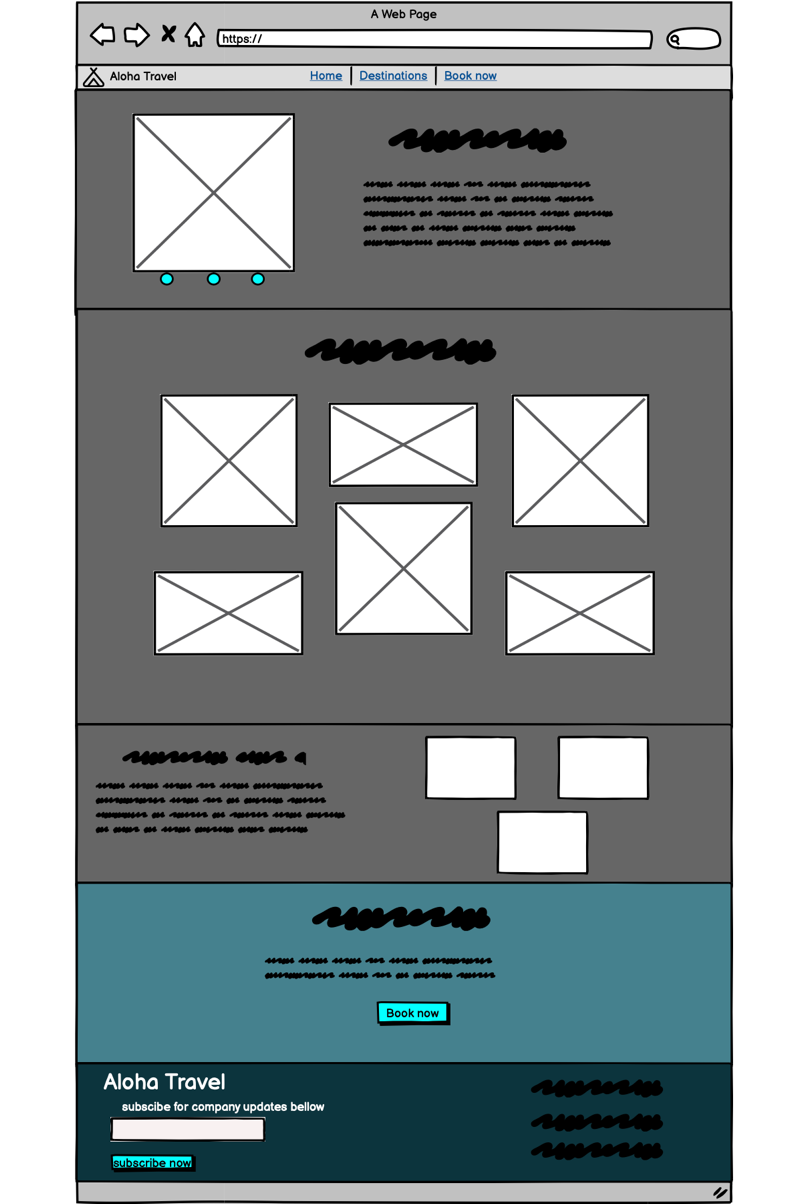 A Web Page
https://
Aloha Travel
Home
Destinations
Book now
Book now
Aloha Travel
subscibe for company updates bellow
subscribe now